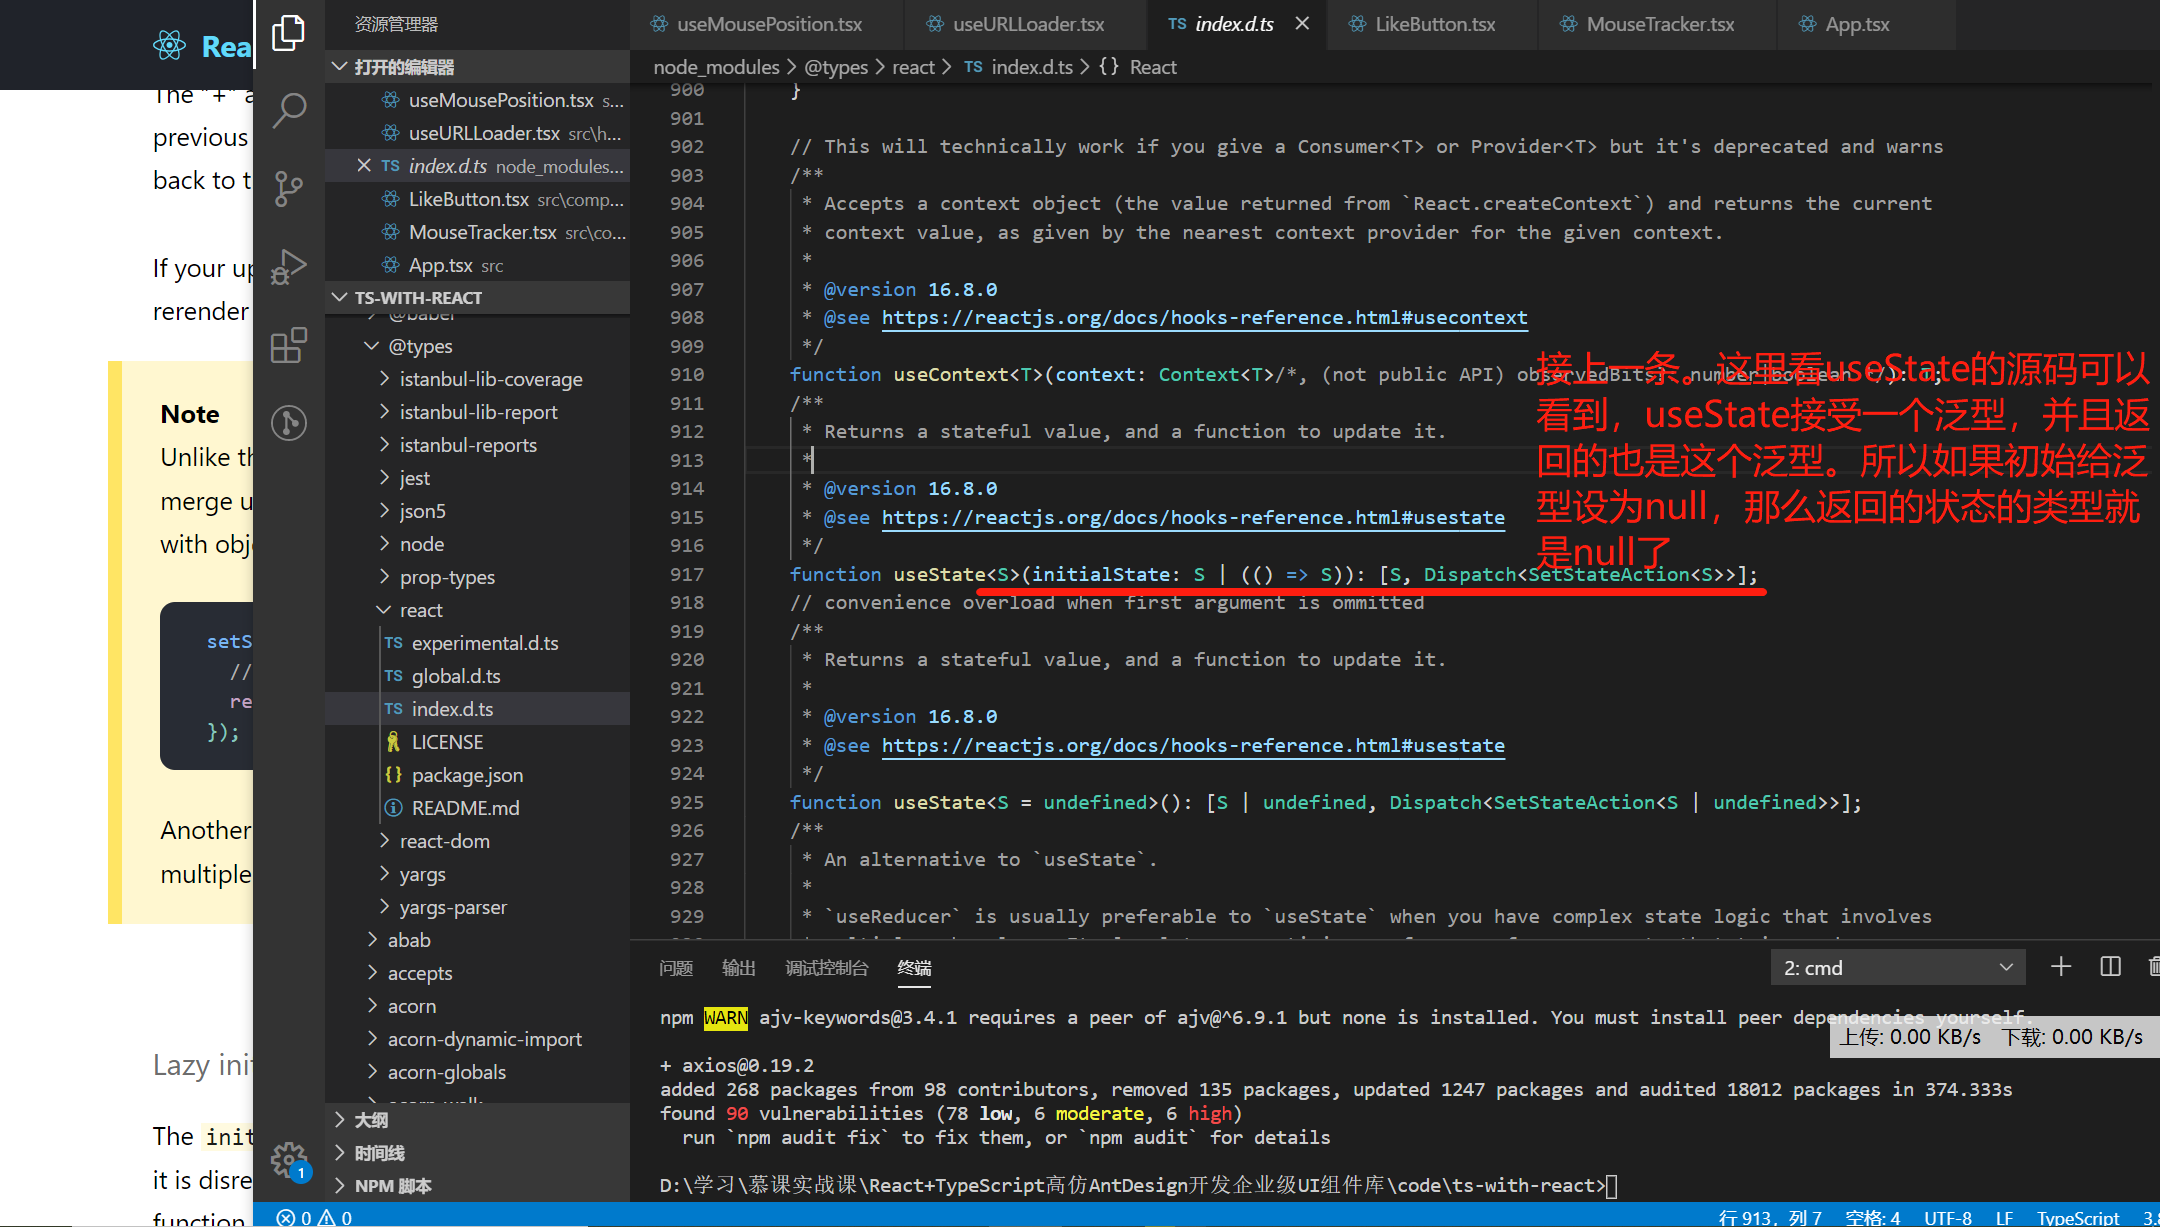 Rea
The "+" a
previous
back to t
If your up
rerender
Note
Unlike th
merge u
with obje
setS
//
re
});
Another
multiple
Lazy init
The init
it is disre
function
资源管理器
打开的编辑器
useMousePosition.tsx s...
useURLLoader.tsx src\h...
index.d.ts node_modules...
LikeButton.tsx src\comp...
MouseTracker.tsx src\co...
App.tsx src
TS-WITH-REACT
@babel
@types
istanbul-lib-coverage
istanbul-lib-report
istanbul-reports
jest
json5
node
prop-types
react
TS experimental.d.ts
TS global.d.ts
TS index.d.ts
LICENSE
{} package.json
README.md
react-dom
yargs
yargs-parser
abab
accepts
acorn
acorn-dynamic-import
acorn-globals
acorn-walk
大纲
时间线
NPM 脚本
1
useMousePosition.tsx useURLLoader.tsx TS index.d.ts LikeButton.tsx MouseTracker.tsx App.tsx
node_modules > @types > react > TS index.d.ts > {} React
900 }
901
902 // This will technically work if you give a Consumer<T> or Provider<T> but it's deprecated and warns
903 /**
904 * Accepts a context object (the value returned from `React.createContext`) and returns the current
905 * context value, as given by the nearest context provider for the given context.
906 *
907 * @version 16.8.0
908 * @see https://reactjs.org/docs/hooks-reference.html#usecontext
909 */
910 function useContext<T>(context: Context<T>/*, (not public API) observedBits?: number|boolean */): T;
911 /**
912 * Returns a stateful value, and a function to update it.
913 *
914 * @version 16.8.0
915 * @see https://reactjs.org/docs/hooks-reference.html#usestate
916 */
917 function useState<S>(initialState: S | (() => S)): [S, Dispatch<SetStateAction<S>>];
918 // convenience overload when first argument is ommitted
919 /**
920 * Returns a stateful value, and a function to update it.
921 *
922 * @version 16.8.0
923 * @see https://reactjs.org/docs/hooks-reference.html#usestate
924 */
925 function useState<S = undefined>(): [S | undefined, Dispatch<SetStateAction<S | undefined>>];
926 /**
927 * An alternative to `useState`.
928 *
929 * `useReducer` is usually preferable to `useState` when you have complex state logic that involves
接上一条。这里看useState的源码可以
看到，useState接受一个泛型，并且返
回的也是这个泛型。所以如果初始给泛
型设为null，那么返回的状态的类型就
是null了
问题 输出 调试控制台 终端 2: cmd
npm WARN ajv-keywords@3.4.1 requires a peer of ajv@^6.9.1 but none is installed. You must install peer dependencies yourself.
上传: 0.00 KB/s 下载: 0.00 KB/s
+ axios@0.19.2
added 268 packages from 98 contributors, removed 135 packages, updated 1247 packages and audited 18012 packages in 374.333s
found 90 vulnerabilities (78 low, 6 moderate, 6 high)
run `npm audit fix` to fix them, or `npm audit` for details
D:\学习\慕课实战课\React+TypeScript高仿AntDesign开发企业级UI组件库\code\ts-with-react>
0 0 行 913，列 7 空格: 4 UTF-8 LF TypeScript 3.8